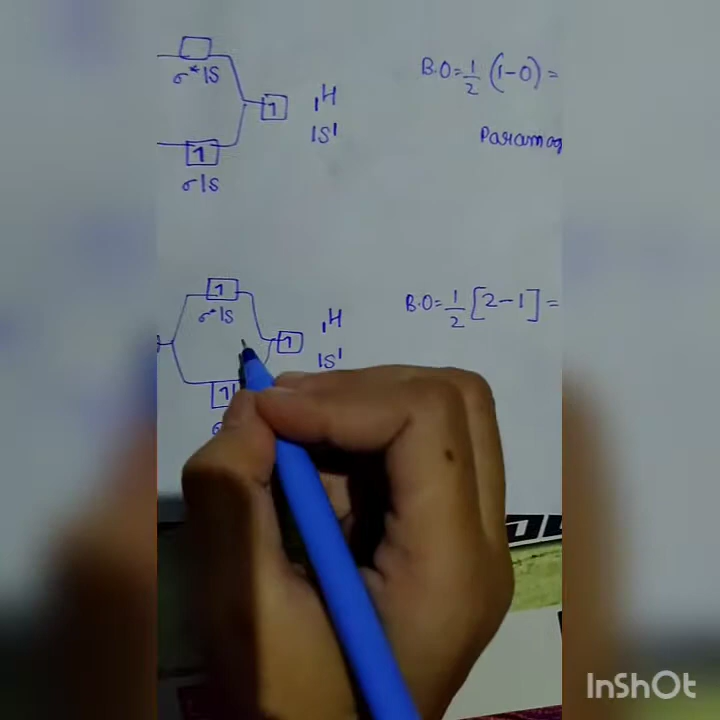 σ*1S
1
1H
1S¹
B.O = 1/2 (1-0) =
Paramag
1
σ1S
1
σ*1S
1
1H
1S¹
B.O = 1/2 [2-1] =
InShOt